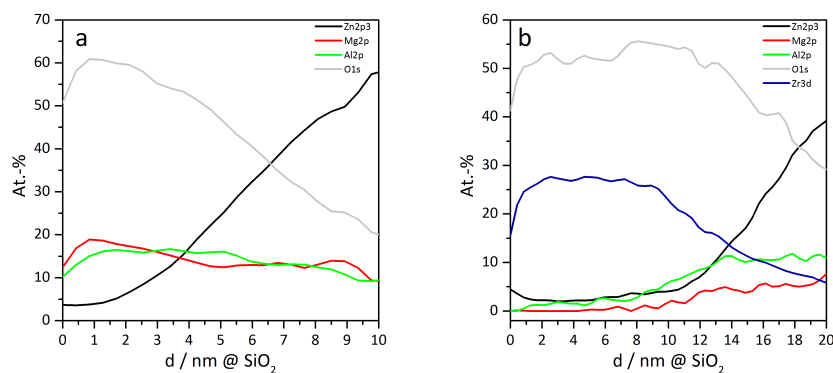 a
Zn2p3
Mg2p
Al2p
O1s
70
60
50
40
30
20
10
0
At.-%
0 1 2 3 4 5 6 7 8 9 10
d / nm @ SiO₂
b
Zn2p3
Mg2p
Al2p
O1s
Zr3d
60
50
40
30
20
10
0
At.-%
0 2 4 6 8 10 12 14 16 18 20
d / nm @ SiO₂